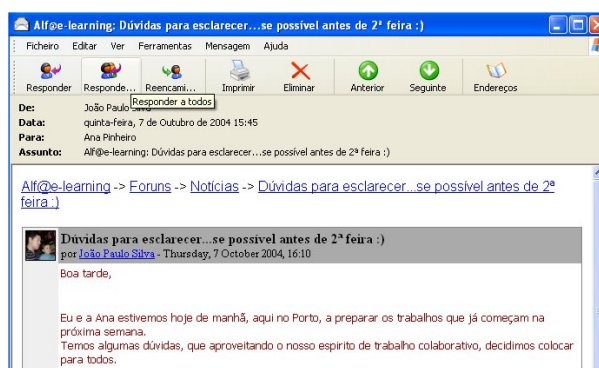 Alf@e-learning: Dúvidas para esclarecer...se possível antes de 2ª feira :)
Ficheiro Editar Ver Ferramentas Mensagem Ajuda
Responder Responde... Reencami... Imprimir Eliminar Anterior Seguinte Endereços
Responder a todos
De: João Paulo Silva
Data: quinta-feira, 7 de Outubro de 2004 15:45
Para: Ana Pinheiro
Assunto: Alf@e-learning: Dúvidas para esclarecer...se possível antes de 2ª feira :)
Alf@e-learning -> Foruns -> Notícias -> Dúvidas para esclarecer...se possível antes de 2ª
feira :)
Dúvidas para esclarecer...se possível antes de 2ª feira :)
por João Paulo Silva - Thursday, 7 October 2004, 16:10
Boa tarde,
Eu e a Ana estivemos hoje de manhã, aqui no Porto, a preparar os trabalhos que já começam na
próxima semana.
Temos algumas dúvidas, que aproveitando o nosso espirito de trabalho colaborativo, decidimos colocar
para todos.